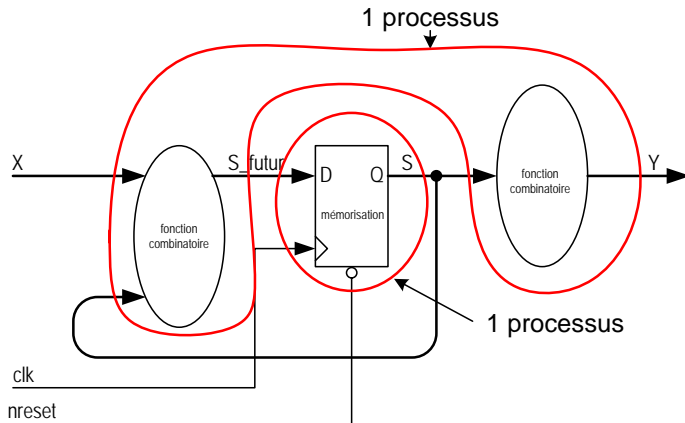 1 processus
X
S_futur
D
Q
S
mémorisation
fonction
combinatoire
fonction
combinatoire
Y
1 processus
clk
nreset